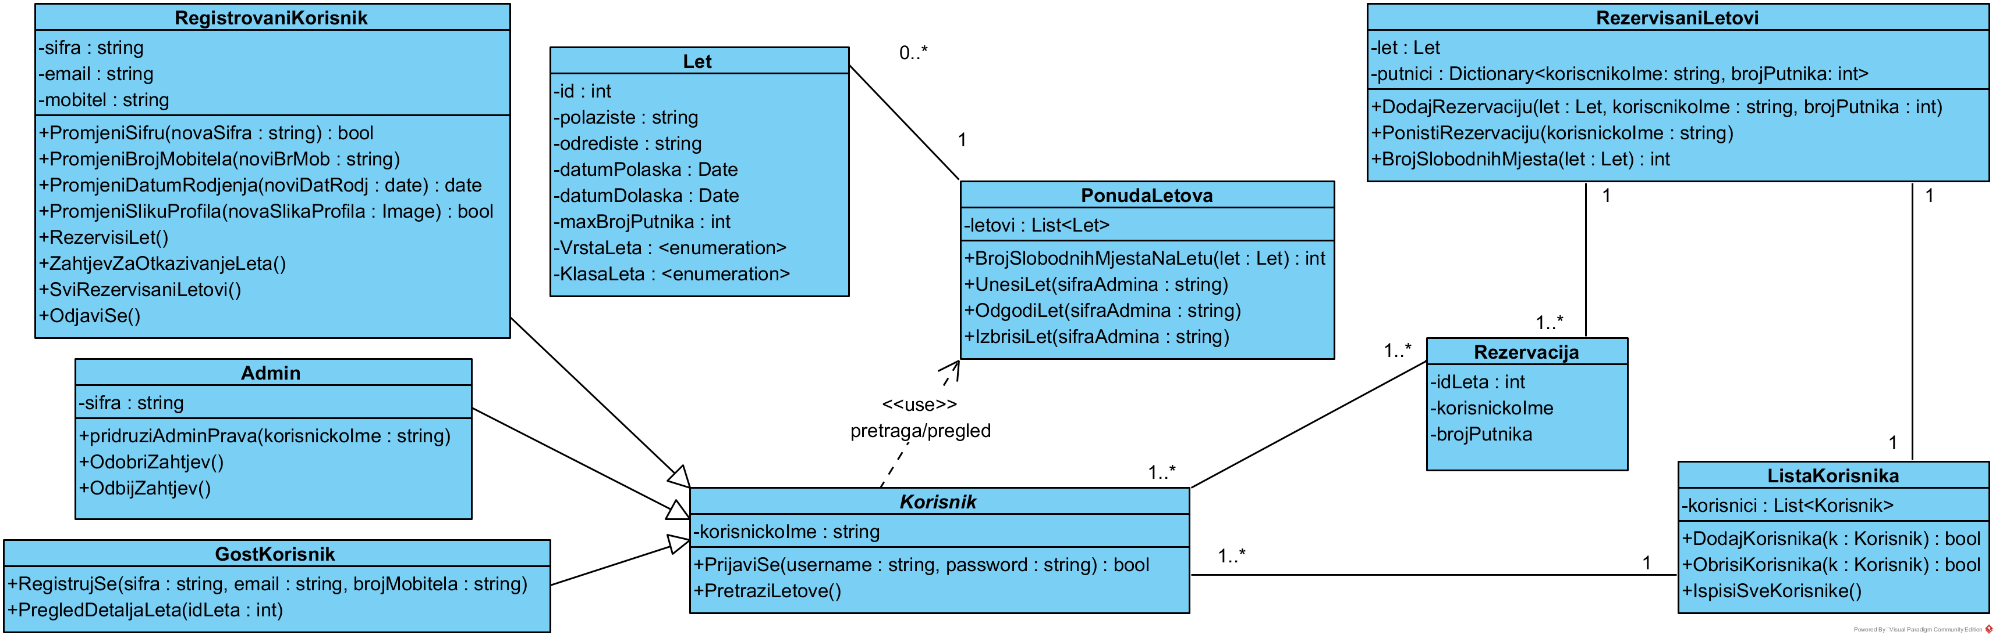 RegistrovaniKorisnik
-sifra : string
-email : string
-mobitel : string
+PromjeniSifru(novaSifra : string) : bool
+PromjeniBrojMobitela(noviBrMob : string)
+PromjeniDatumRodjenja(noviDatRodj : date) : date
+PromjeniSlikuProfila(novaSlikaProfila : Image) : bool
+RezervisiLet()
+ZahtjevZaOtkazivanjeLeta()
+SviRezervisaniLetovi()
+OdjaviSe()
Let
-id : int
-polaziste : string
-odrediste : string
-datumPolaska : Date
-datumDolaska : Date
-maxBrojPutnika : int
-VrstaLeta : <enumeration>
-KlasaLeta : <enumeration>
0..*
1
PonudaLetova
-letovi : List<Let>
+BrojSlobodnihMjestaNaLetu(let : Let) : int
+UnesiLet(sifraAdmina : string)
+OdgodiLet(sifraAdmina : string)
+IzbrisiLet(sifraAdmina : string)
RezervisaniLetovi
-let : Let
-putnici : Dictionary<koriscnikoIme: string, brojPutnika: int>
+DodajRezervaciju(let : Let, koriscnikoIme : string, brojPutnika : int)
+PonistiRezervaciju(korisnickoIme : string)
+BrojSlobodnihMjesta(let : Let) : int
1
1
1..*
1..*
Rezervacija
-idLeta : int
-korisnickoIme
-brojPutnika
Admin
-sifra : string
+pridruziAdminPrava(korisnickoIme : string)
+OdobriZahtjev()
+OdbijZahtjev()
<<use>>
pretraga/pregled
1..*
1
GostKorisnik
+RegistrujSe(sifra : string, email : string, brojMobitela : string)
+PregledDetaljaLeta(idLeta : int)
Korisnik
-korisnickoIme : string
+PrijaviSe(username : string, password : string) : bool
+PretraziLetove()
1..*
1
ListaKorisnika
-korisnici : List<Korisnik>
+DodajKorisnika(k : Korisnik) : bool
+ObrisiKorisnika(k : Korisnik) : bool
+IspisiSveKorisnike()
Powered By Visual Paradigm Community Edition